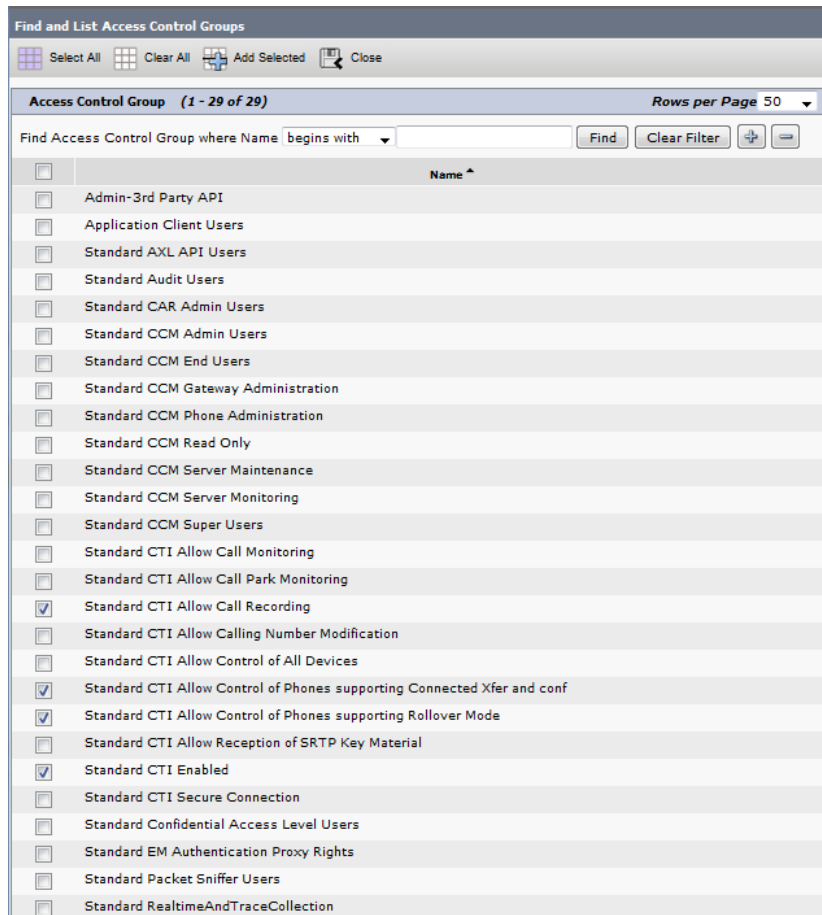 Find and List Access Control Groups
Select All Clear All Add Selected Close
Access Control Group (1 - 29 of 29) Rows per Page 50
Find Access Control Group where Name begins with Find Clear Filter
Name
Admin-3rd Party API
Application Client Users
Standard AXL API Users
Standard Audit Users
Standard CAR Admin Users
Standard CCM Admin Users
Standard CCM End Users
Standard CCM Gateway Administration
Standard CCM Phone Administration
Standard CCM Read Only
Standard CCM Server Maintenance
Standard CCM Server Monitoring
Standard CCM Super Users
Standard CTI Allow Call Monitoring
Standard CTI Allow Call Park Monitoring
Standard CTI Allow Call Recording
Standard CTI Allow Calling Number Modification
Standard CTI Allow Control of All Devices
Standard CTI Allow Control of Phones supporting Connected Xfer and conf
Standard CTI Allow Control of Phones supporting Rollover Mode
Standard CTI Allow Reception of SRTP Key Material
Standard CTI Enabled
Standard CTI Secure Connection
Standard Confidential Access Level Users
Standard EM Authentication Proxy Rights
Standard Packet Sniffer Users
Standard RealtimeAndTraceCollection